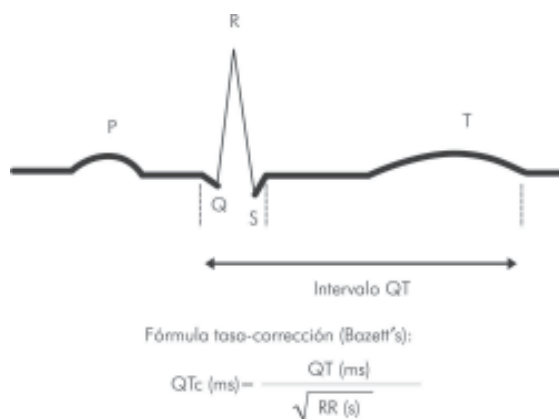 R
P
T
Q
S
Intervalo QT
Fórmula tasa-corrección (Bazett's):
QTc (ms)= QT (ms)
√ RR (s)